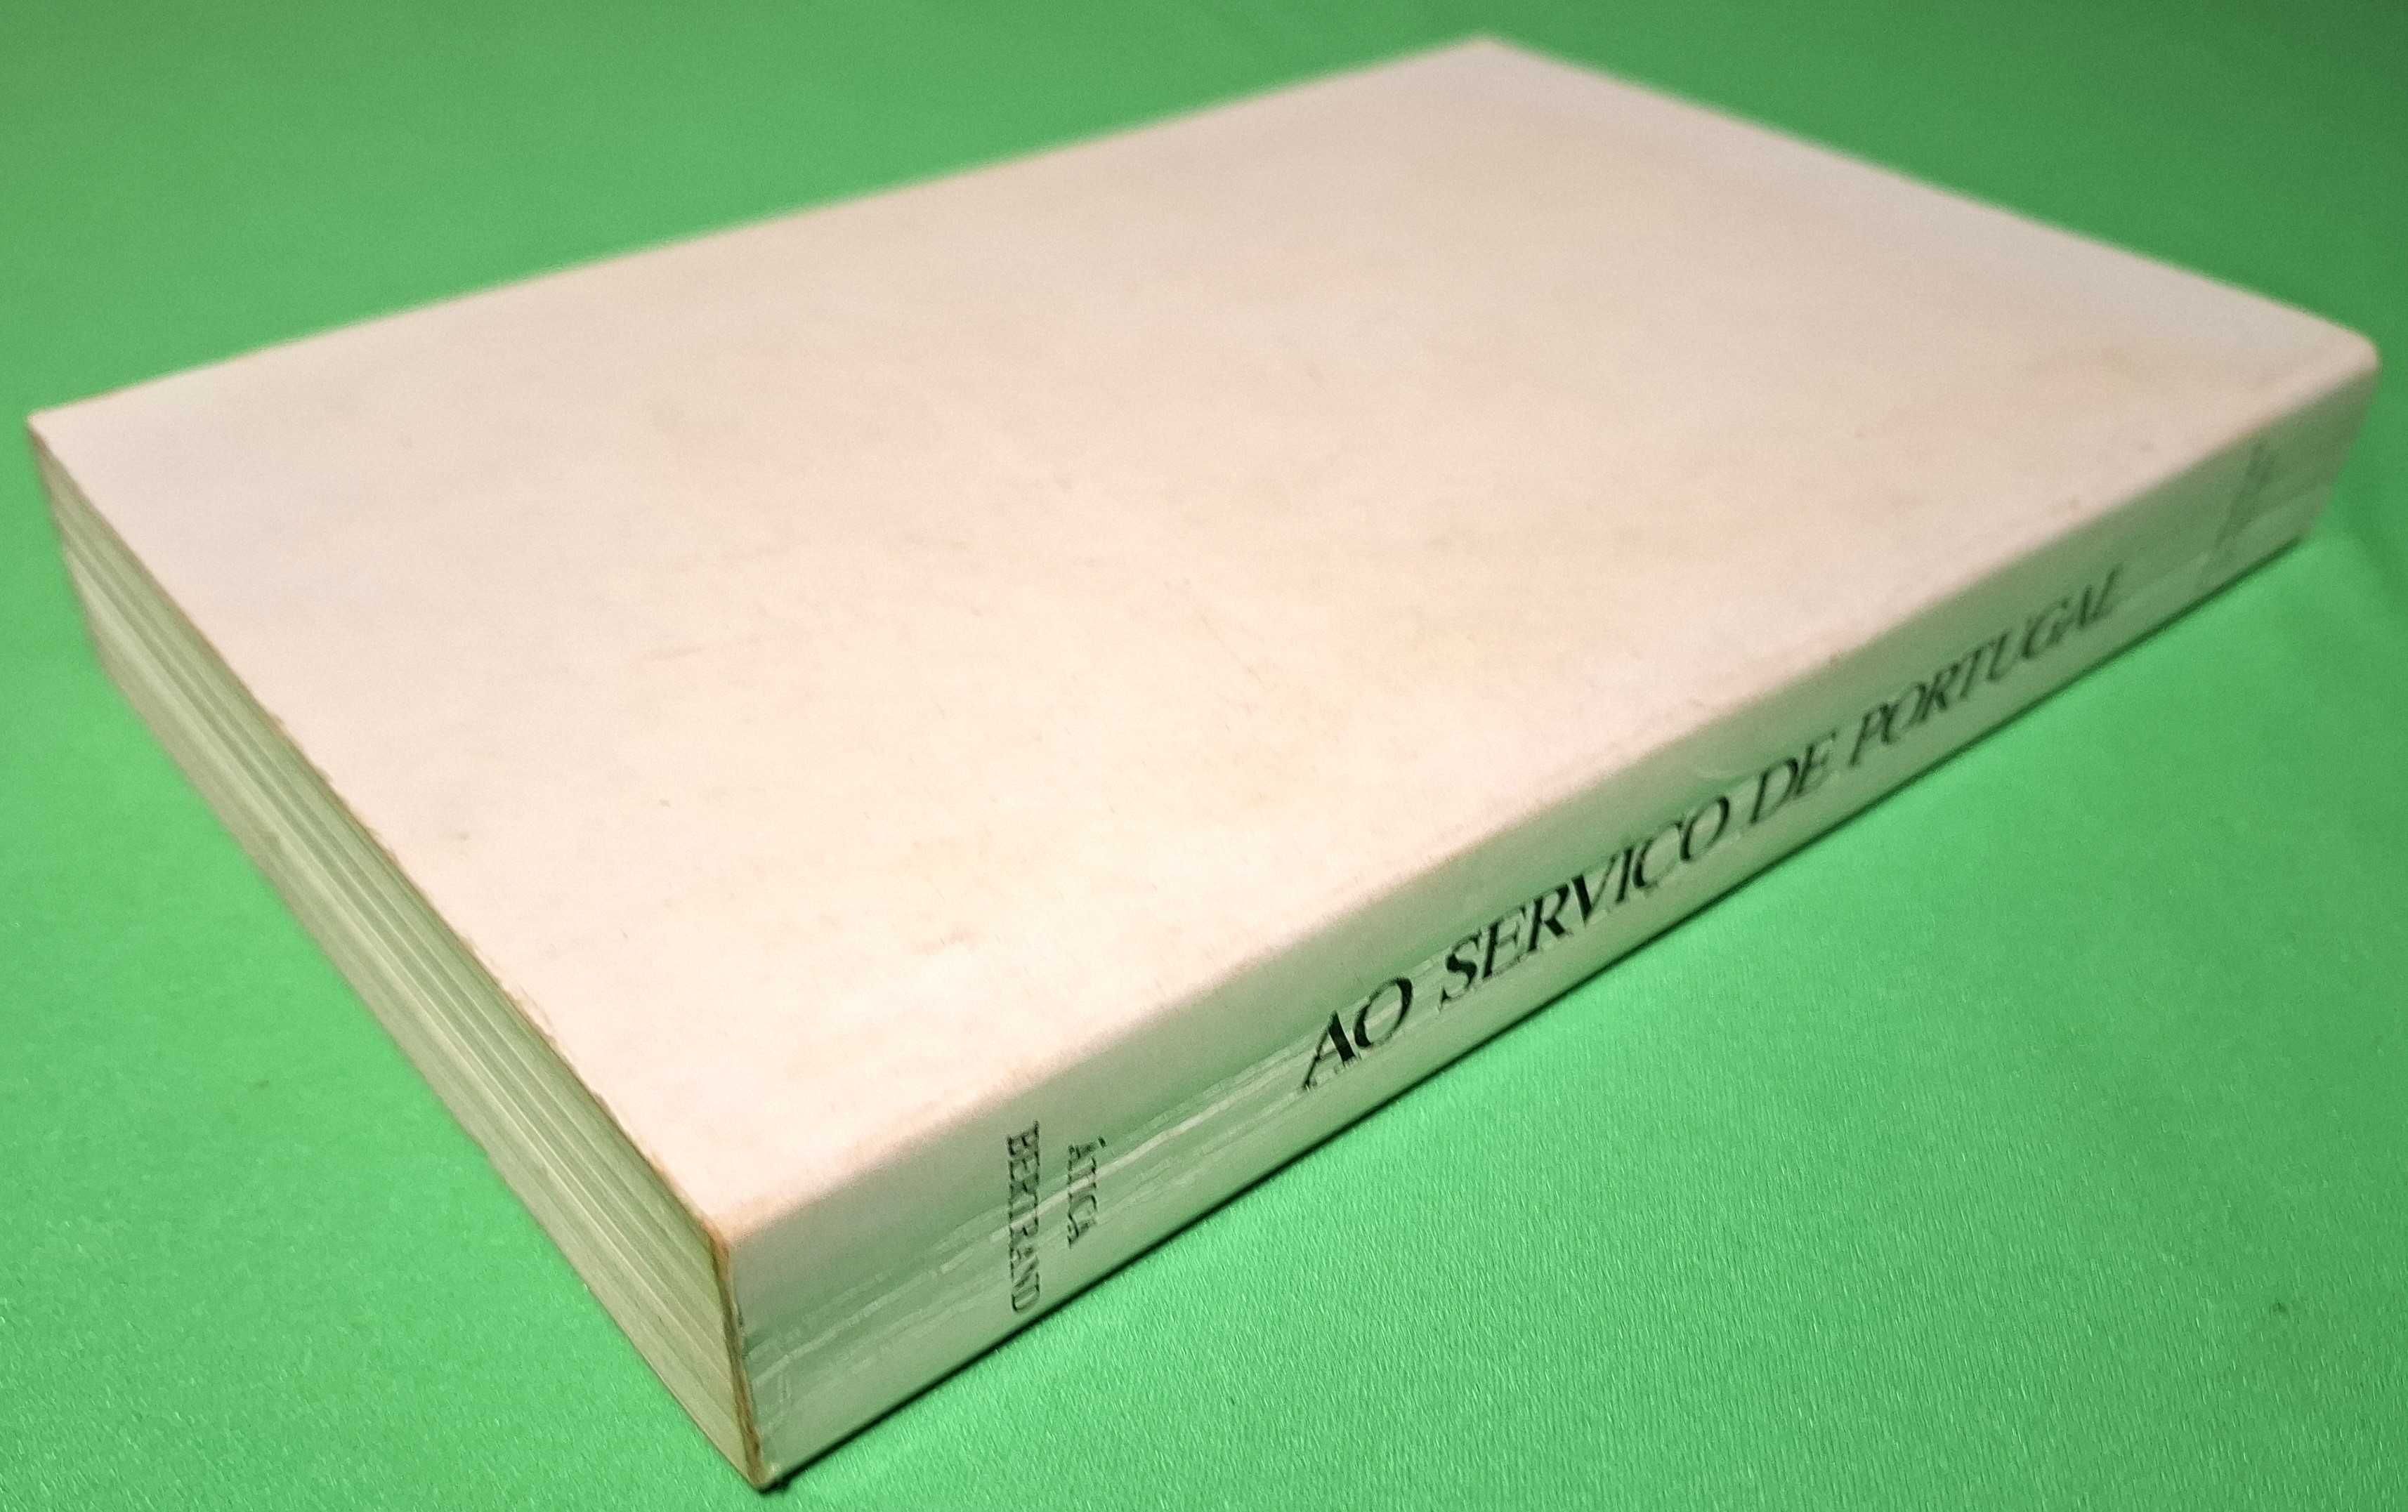 AO SERVIÇO DE PORTUGAL
ÁTICA
BERTRAND